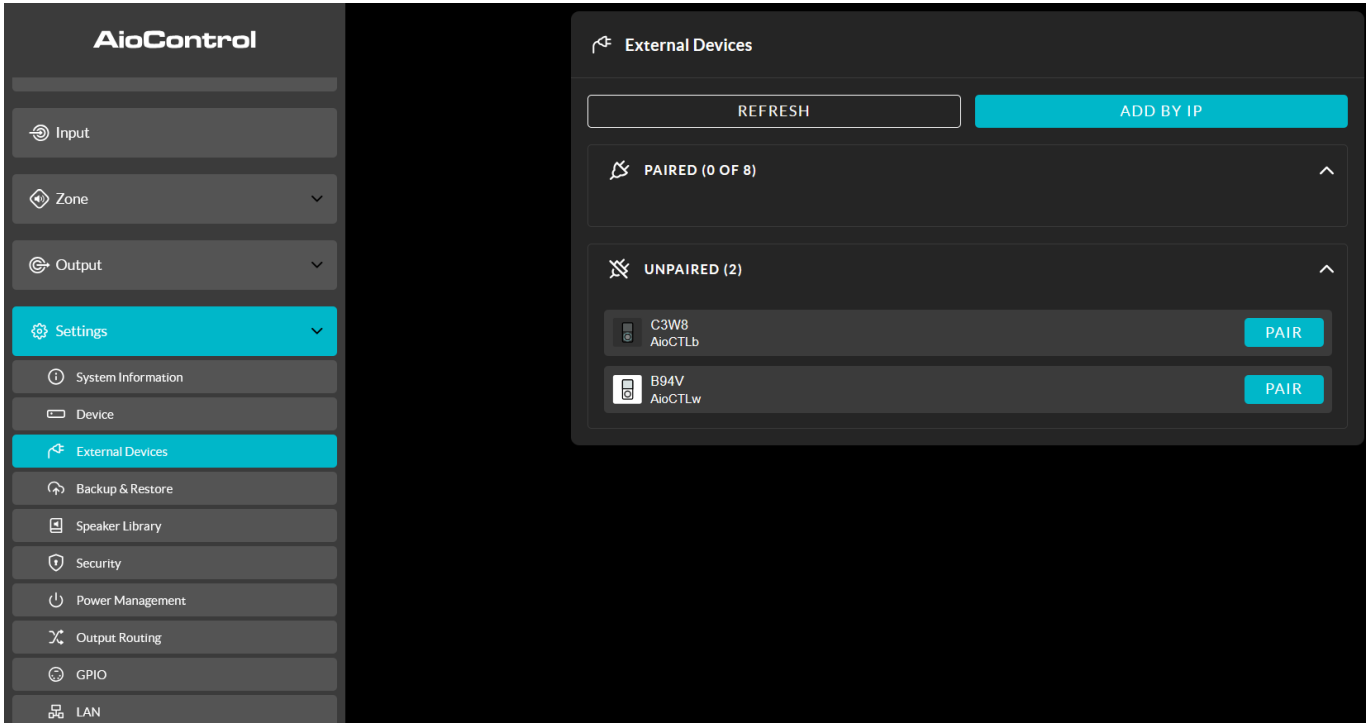 AioControl
Input
Zone
Output
Settings
System Information
Device
External Devices
Backup & Restore
Speaker Library
Security
Power Management
Output Routing
GPIO
LAN
External Devices
REFRESH
ADD BY IP
PAIRED (0 OF 8)
UNPAIRED (2)
C3W8
AioCTLb
PAIR
B94V
AioCTLw
PAIR